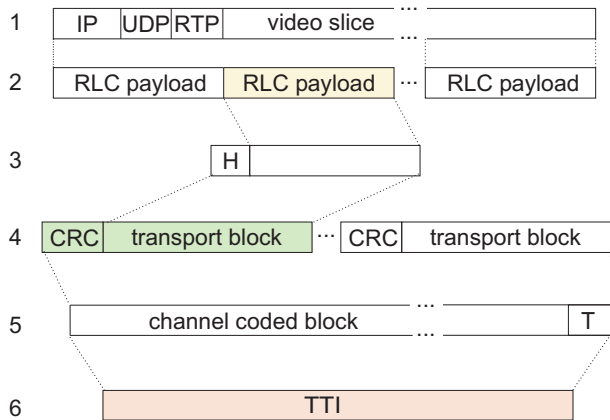 1 IP UDP RTP video slice ... ...
2 RLC payload RLC payload ... RLC payload
3 H
4 CRC transport block ... CRC transport block
5 channel coded block ... ... T
6 TTI